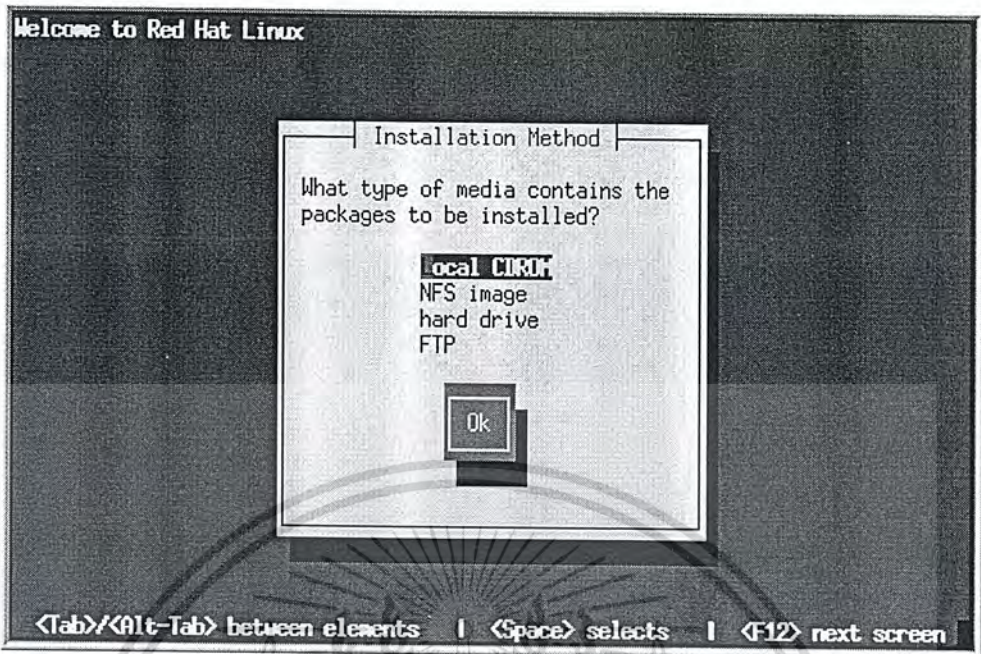 Welcome to Red Hat Linux
Installation Method
What type of media contains the
packages to be installed?
Local CDROM
NFS image
hard drive
FTP
Ok
<Tab>/<Alt-Tab> between elements | <Space> selects | <F12> next screen